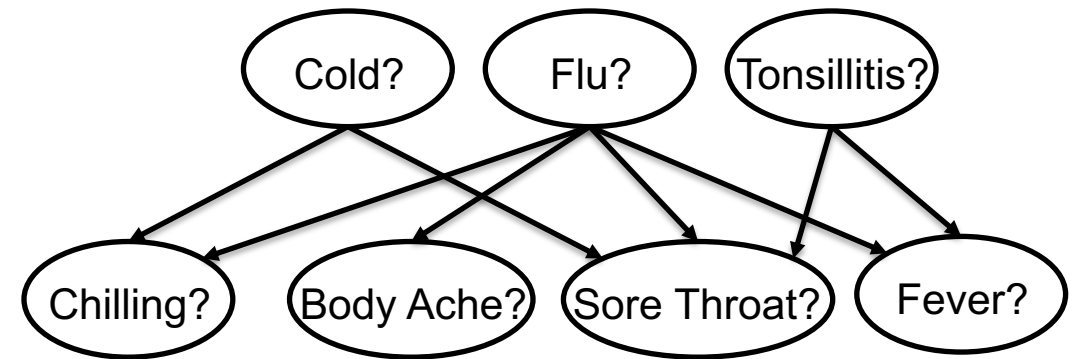 Cold?
Flu?
Tonsillitis?
Chilling?
Body Ache?
Sore Throat?
Fever?